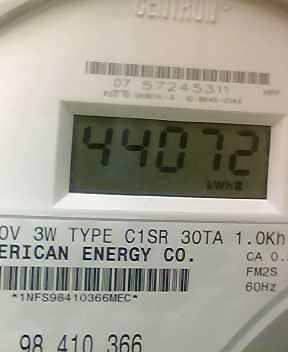 CENTRON®
07 57245311
44072
kWh
0V 3W TYPE C1SR 30TA 1.0Kh
ERICAN ENERGY CO.
CA 0.
FM2S
*1NFS98410366MEC*
60Hz
98 410 366